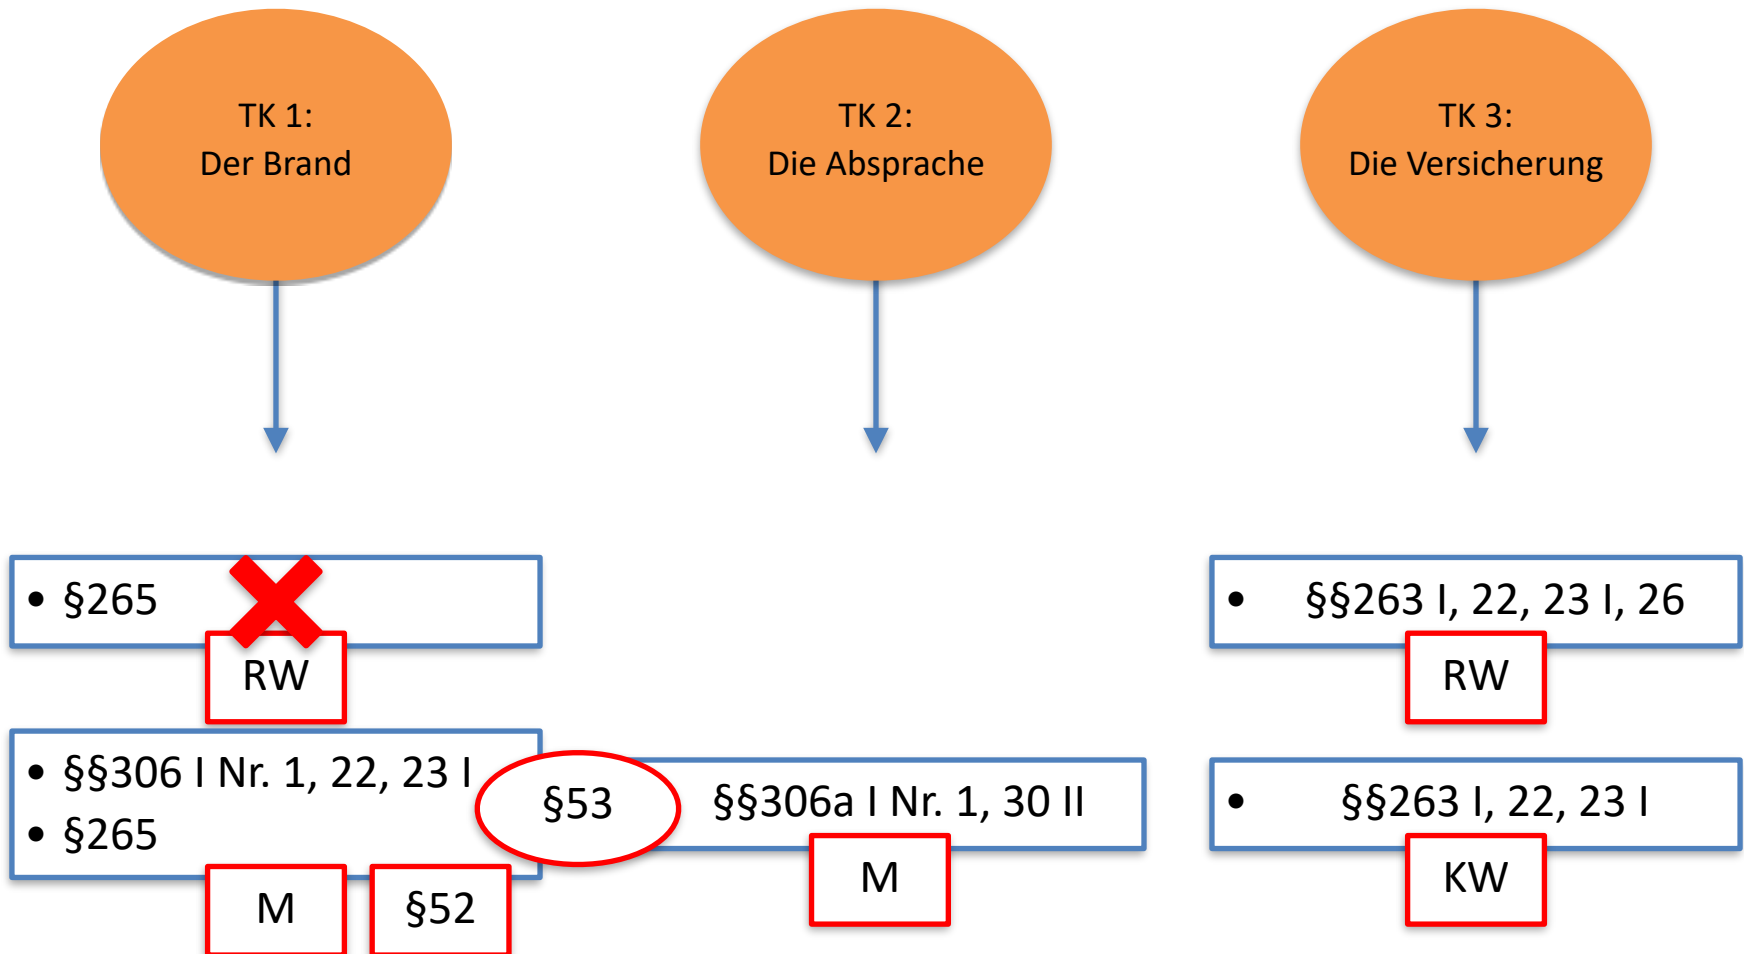 TK 1:
Der Brand
TK 2:
Die Absprache
TK 3:
Die Versicherung
• §265
RW
• §§306 I Nr. 1, 22, 23 I
• §265
M
§52
§53
§§306a I Nr. 1, 30 II
M
• §§263 I, 22, 23 I, 26
RW
• §§263 I, 22, 23 I
KW